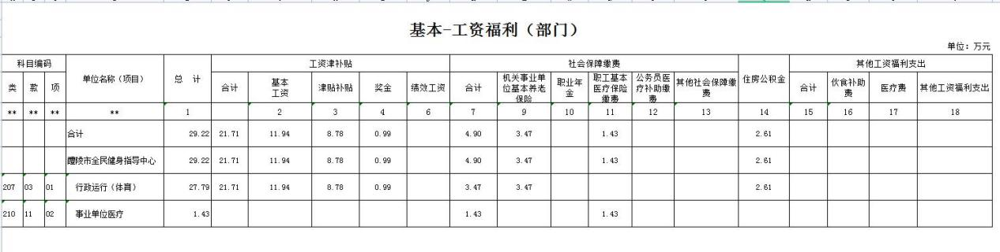 基本-工资福利（部门）
单位：万元
科目编码 单位名称（项目） 总 计 工资津补贴 社会保障缴费 住房公积金 其他工资福利支出
类 款 项 合计 基本工资 津贴补贴 奖金 绩效工资 合计 机关事业单位基本养老保险 职业年金 职工基本医疗保险缴费 公务员医疗补助缴费 其他社会保障缴费 合计 伙食补助费 医疗费 其他工资福利支出
** ** ** ** 1 2 3 4 6 7 9 10 11 12 13 14 15 16 17 18
合计 29.22 21.71 11.94 8.78 0.99 4.90 3.47 1.43 2.61
醴陵市全民健身指导中心 29.22 21.71 11.94 8.78 0.99 4.90 3.47 1.43 2.61
207 03 01 行政运行（体育） 27.79 21.71 11.94 8.78 0.99 3.47 3.47 2.61
210 11 02 事业单位医疗 1.43 1.43 1.43